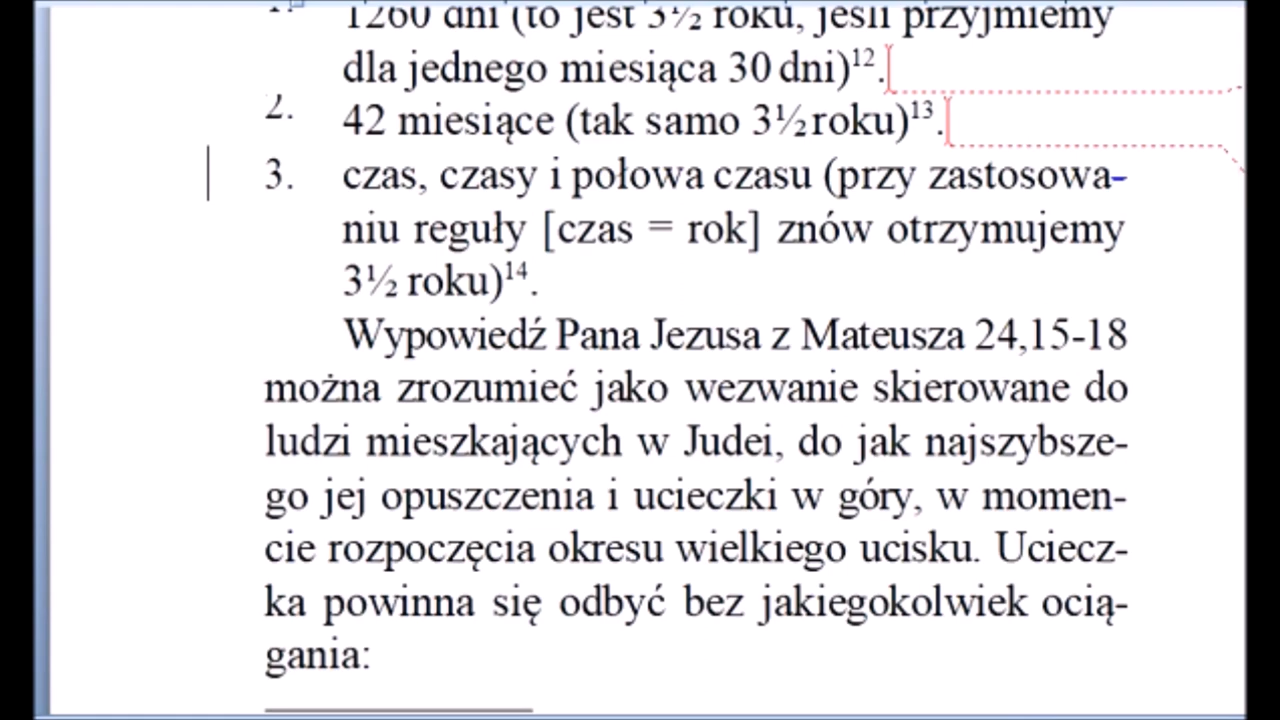 1. 1260 dni (to jest 3½ roku, jeśli przyjmiemy
dla jednego miesiąca 30 dni)¹².
2. 42 miesiące (tak samo 3½ roku)¹³.
3. czas, czasy i połowa czasu (przy zastosowa-
niu reguły [czas = rok] znów otrzymujemy
3½ roku)¹⁴.
Wypowiedź Pana Jezusa z Mateusza 24,15-18
można zrozumieć jako wezwanie skierowane do
ludzi mieszkających w Judei, do jak najszybsze-
go jej opuszczenia i ucieczki w góry, w momen-
cie rozpoczęcia okresu wielkiego ucisku. Uciecz-
ka powinna się odbyć bez jakiegokolwiek ocią-
gania: